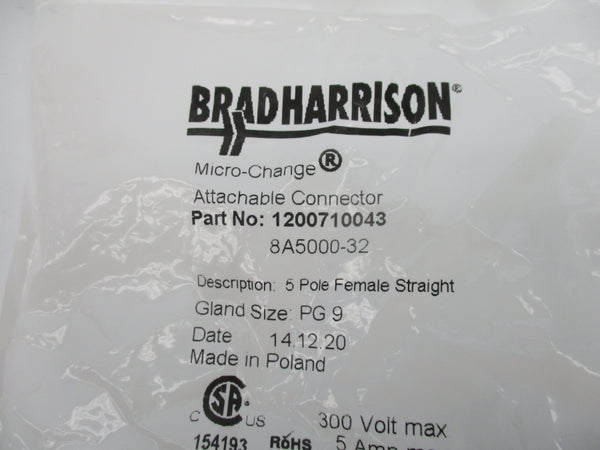 BRADHARRISON®
Micro-Change®
Attachable Connector
Part No: 1200710043
8A5000-32
Description: 5 Pole Female Straight
Gland Size: PG 9
Date 14.12.20
Made in Poland
C SA US 300 Volt max
154193 RoHS 5 Amp max